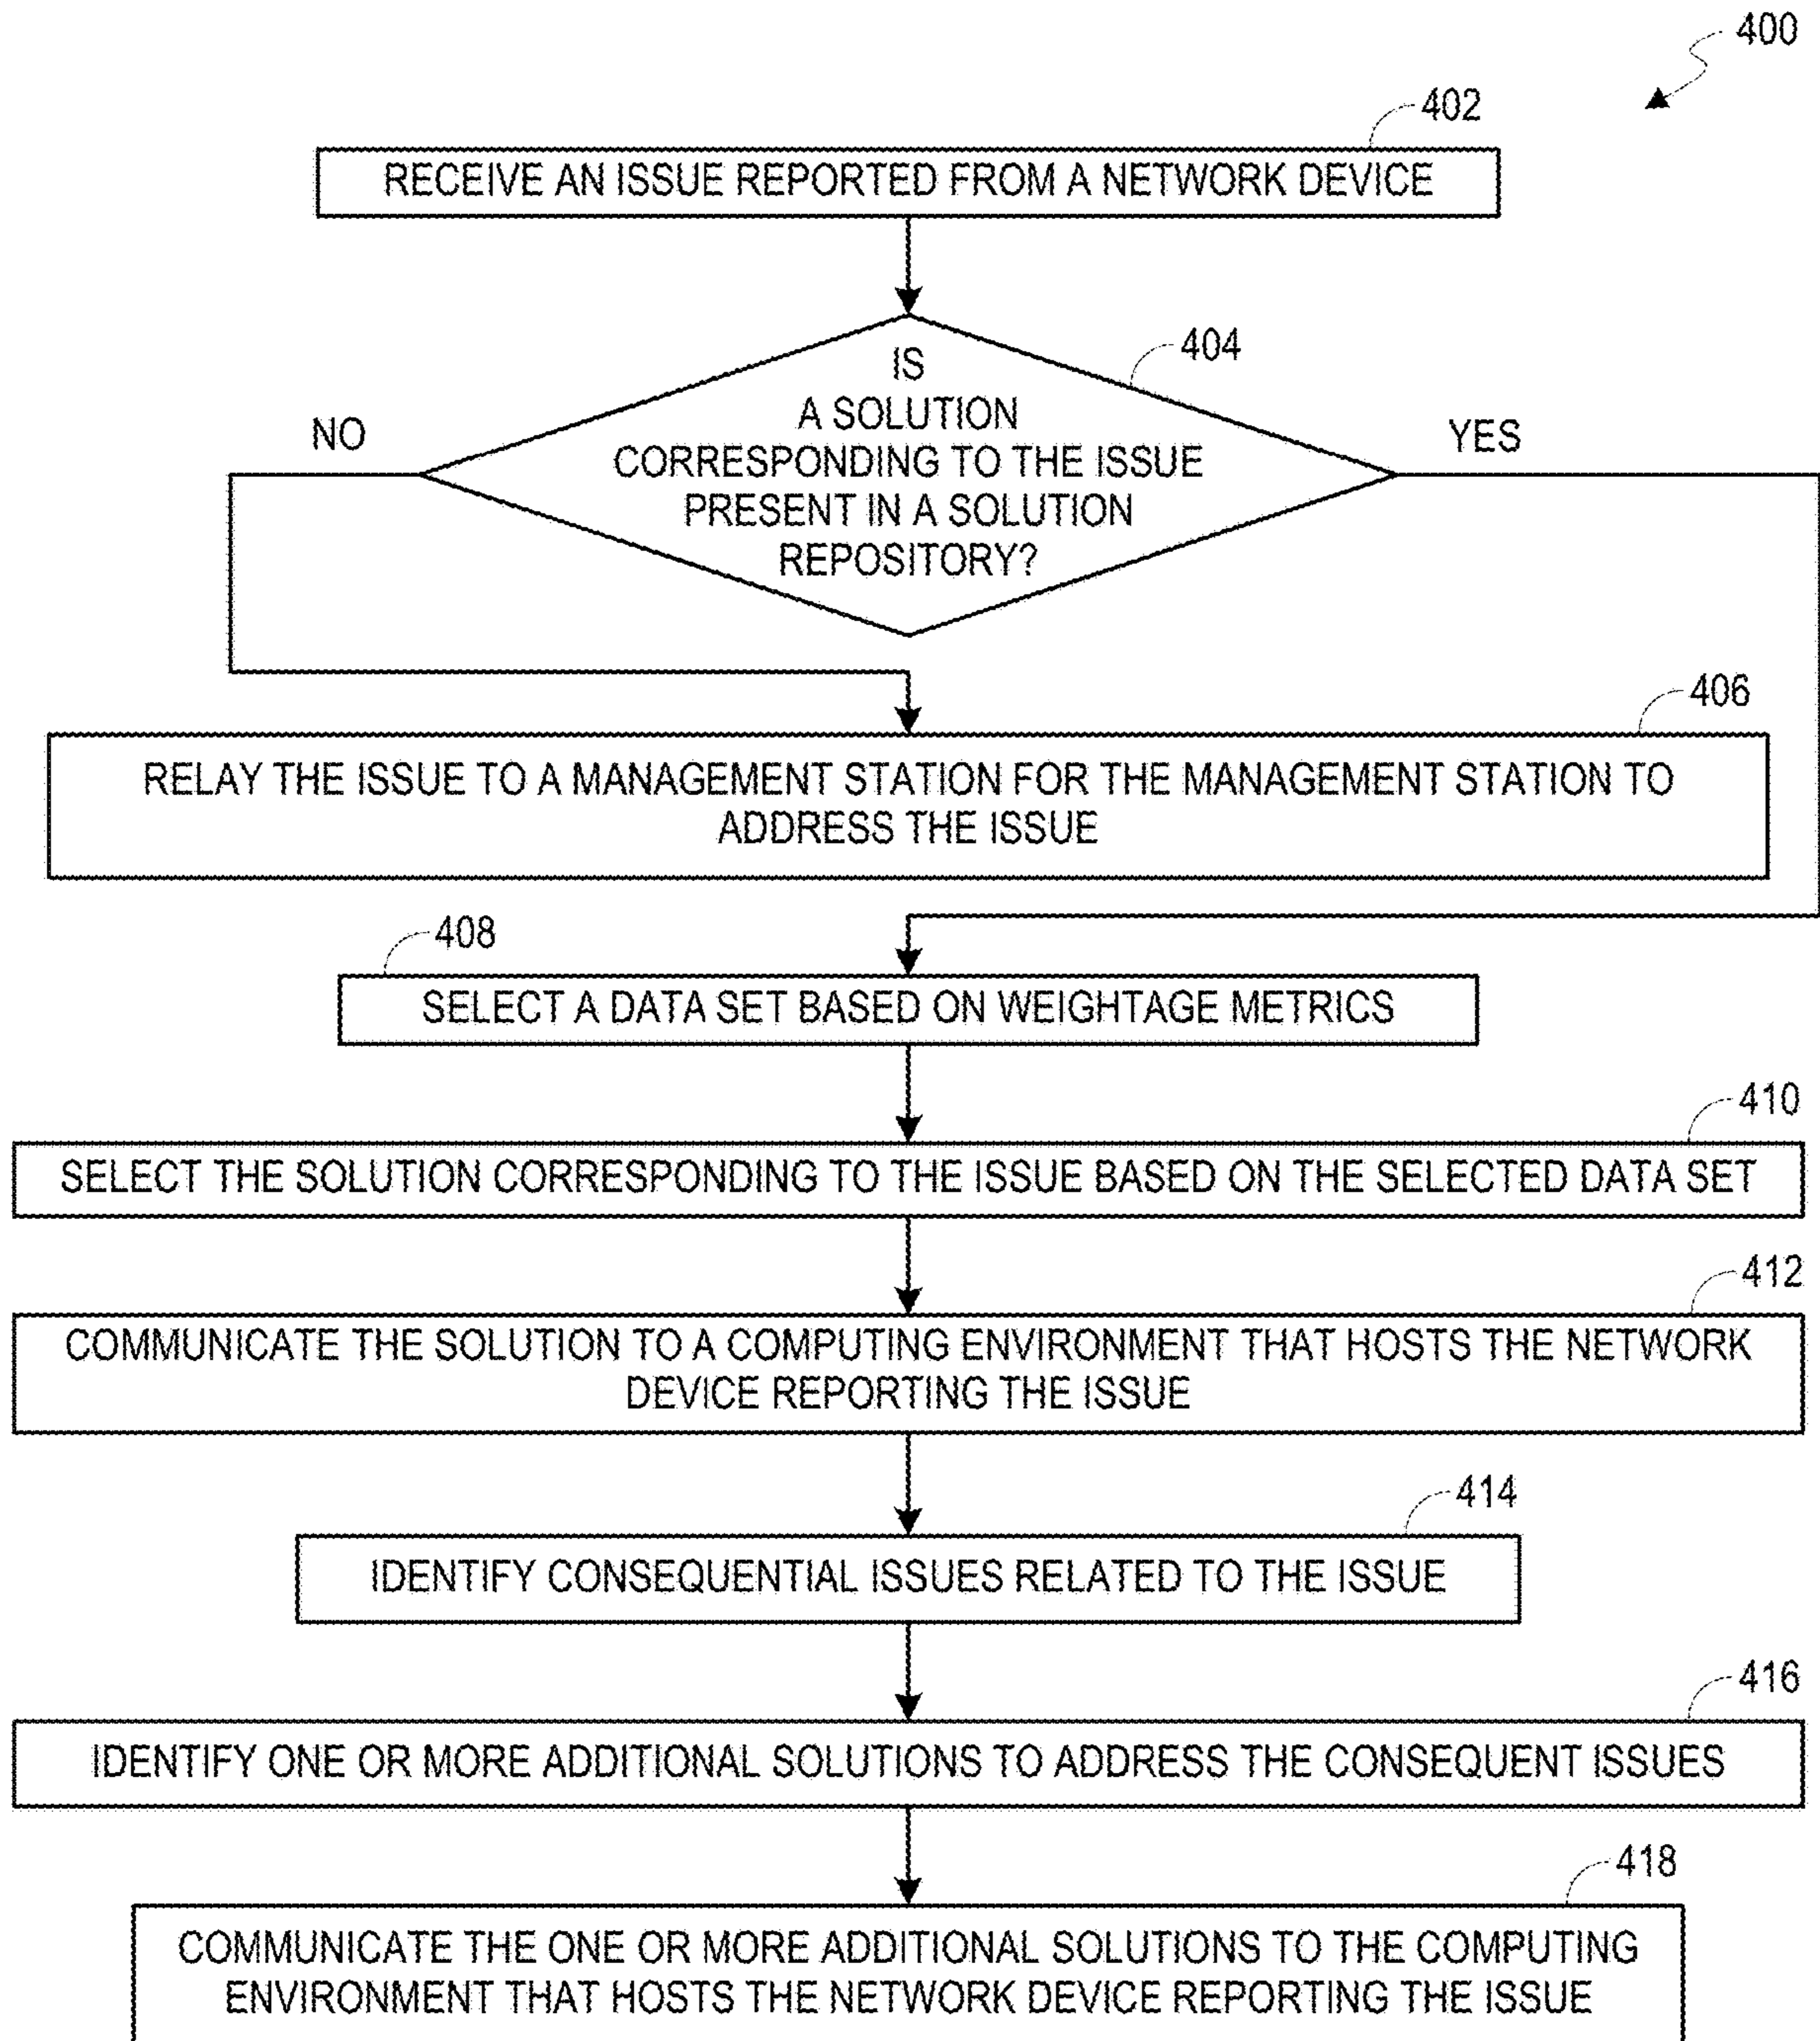 400
402
RECEIVE AN ISSUE REPORTED FROM A NETWORK DEVICE
404
IS
A SOLUTION
CORRESPONDING TO THE ISSUE
PRESENT IN A SOLUTION
REPOSITORY?
NO
YES
406
RELAY THE ISSUE TO A MANAGEMENT STATION FOR THE MANAGEMENT STATION TO
ADDRESS THE ISSUE
408
SELECT A DATA SET BASED ON WEIGHTAGE METRICS
410
SELECT THE SOLUTION CORRESPONDING TO THE ISSUE BASED ON THE SELECTED DATA SET
412
COMMUNICATE THE SOLUTION TO A COMPUTING ENVIRONMENT THAT HOSTS THE NETWORK
DEVICE REPORTING THE ISSUE
414
IDENTIFY CONSEQUENTIAL ISSUES RELATED TO THE ISSUE
416
IDENTIFY ONE OR MORE ADDITIONAL SOLUTIONS TO ADDRESS THE CONSEQUENT ISSUES
418
COMMUNICATE THE ONE OR MORE ADDITIONAL SOLUTIONS TO THE COMPUTING
ENVIRONMENT THAT HOSTS THE NETWORK DEVICE REPORTING THE ISSUE